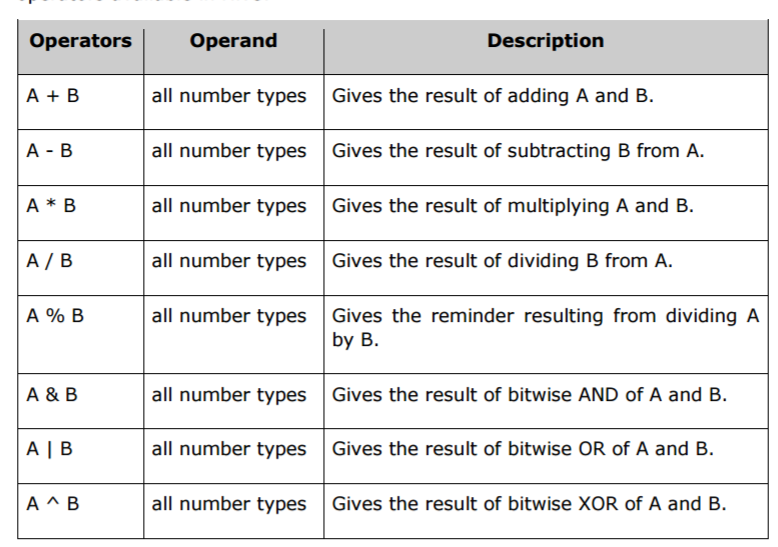 Operators Operand Description
A + B all number types Gives the result of adding A and B.
A - B all number types Gives the result of subtracting B from A.
A * B all number types Gives the result of multiplying A and B.
A / B all number types Gives the result of dividing B from A.
A % B all number types Gives the reminder resulting from dividing A
by B.
A & B all number types Gives the result of bitwise AND of A and B.
A | B all number types Gives the result of bitwise OR of A and B.
A ^ B all number types Gives the result of bitwise XOR of A and B.